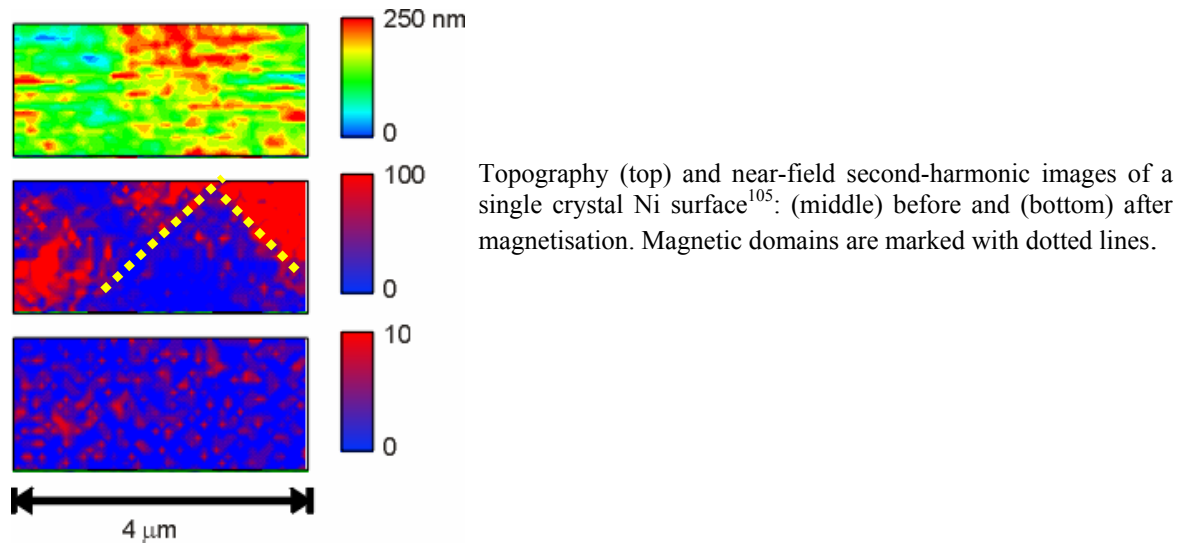 250 nm
0
100
0
10
0
4 μm
Topography (top) and near-field second-harmonic images of a
single crystal Ni surface105: (middle) before and (bottom) after
magnetisation. Magnetic domains are marked with dotted lines.